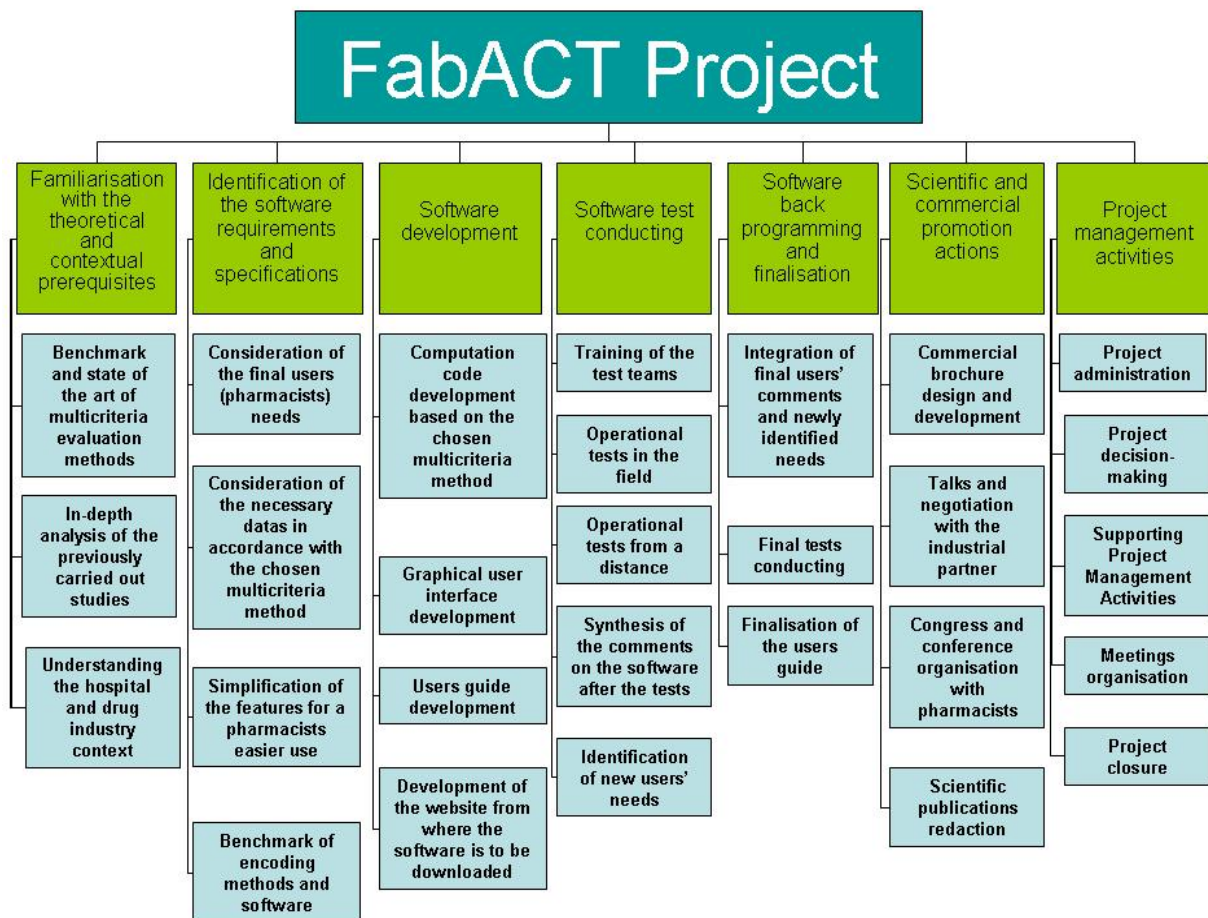 FabACT Project
Familiarisation
with the
theoretical
and
contextual
prerequisites
Benchmark
and state of
the art of
multicriteria
evaluation
methods
In-depth
analysis of the
previously
carried out
studies
Understanding
the hospital
and drug
industry
context
Identification of
the software
requirements
and
specifications
Consideration of
the final users
(pharmacists)
needs
Consideration of
the necessary
datas in
accordance with
the chosen
multicriteria
method
Simplification of
the features for a
pharmacists
easier use
Benchmark of
encoding
methods and
software
Software
development
Computation
code
development
based on the
chosen
multicriteria
method
Graphical user
interface
development
Users guide
development
Development of
the website from
where the
software is to be
downloaded
Software test
conducting
Training of the
test teams
Operational
tests in the
field
Operational
tests from a
distance
Synthesis of
the comments
on the software
after the tests
Identification
of new users'
needs
Software
back
programming
and
finalisation
Integration of
final users'
comments
and newly
identified
needs
Final tests
conducting
Finalisation of
the users
guide
Scientific and
commercial
promotion
actions
Commercial
brochure
design and
development
Talks and
negotiation
with the
industrial
partner
Congress and
conference
organisation
with
pharmacists
Scientific
publications
redaction
Project
management
activities
Project
administration
Project
decision-
making
Supporting
Project
Management
Activities
Meetings
organisation
Project
closure